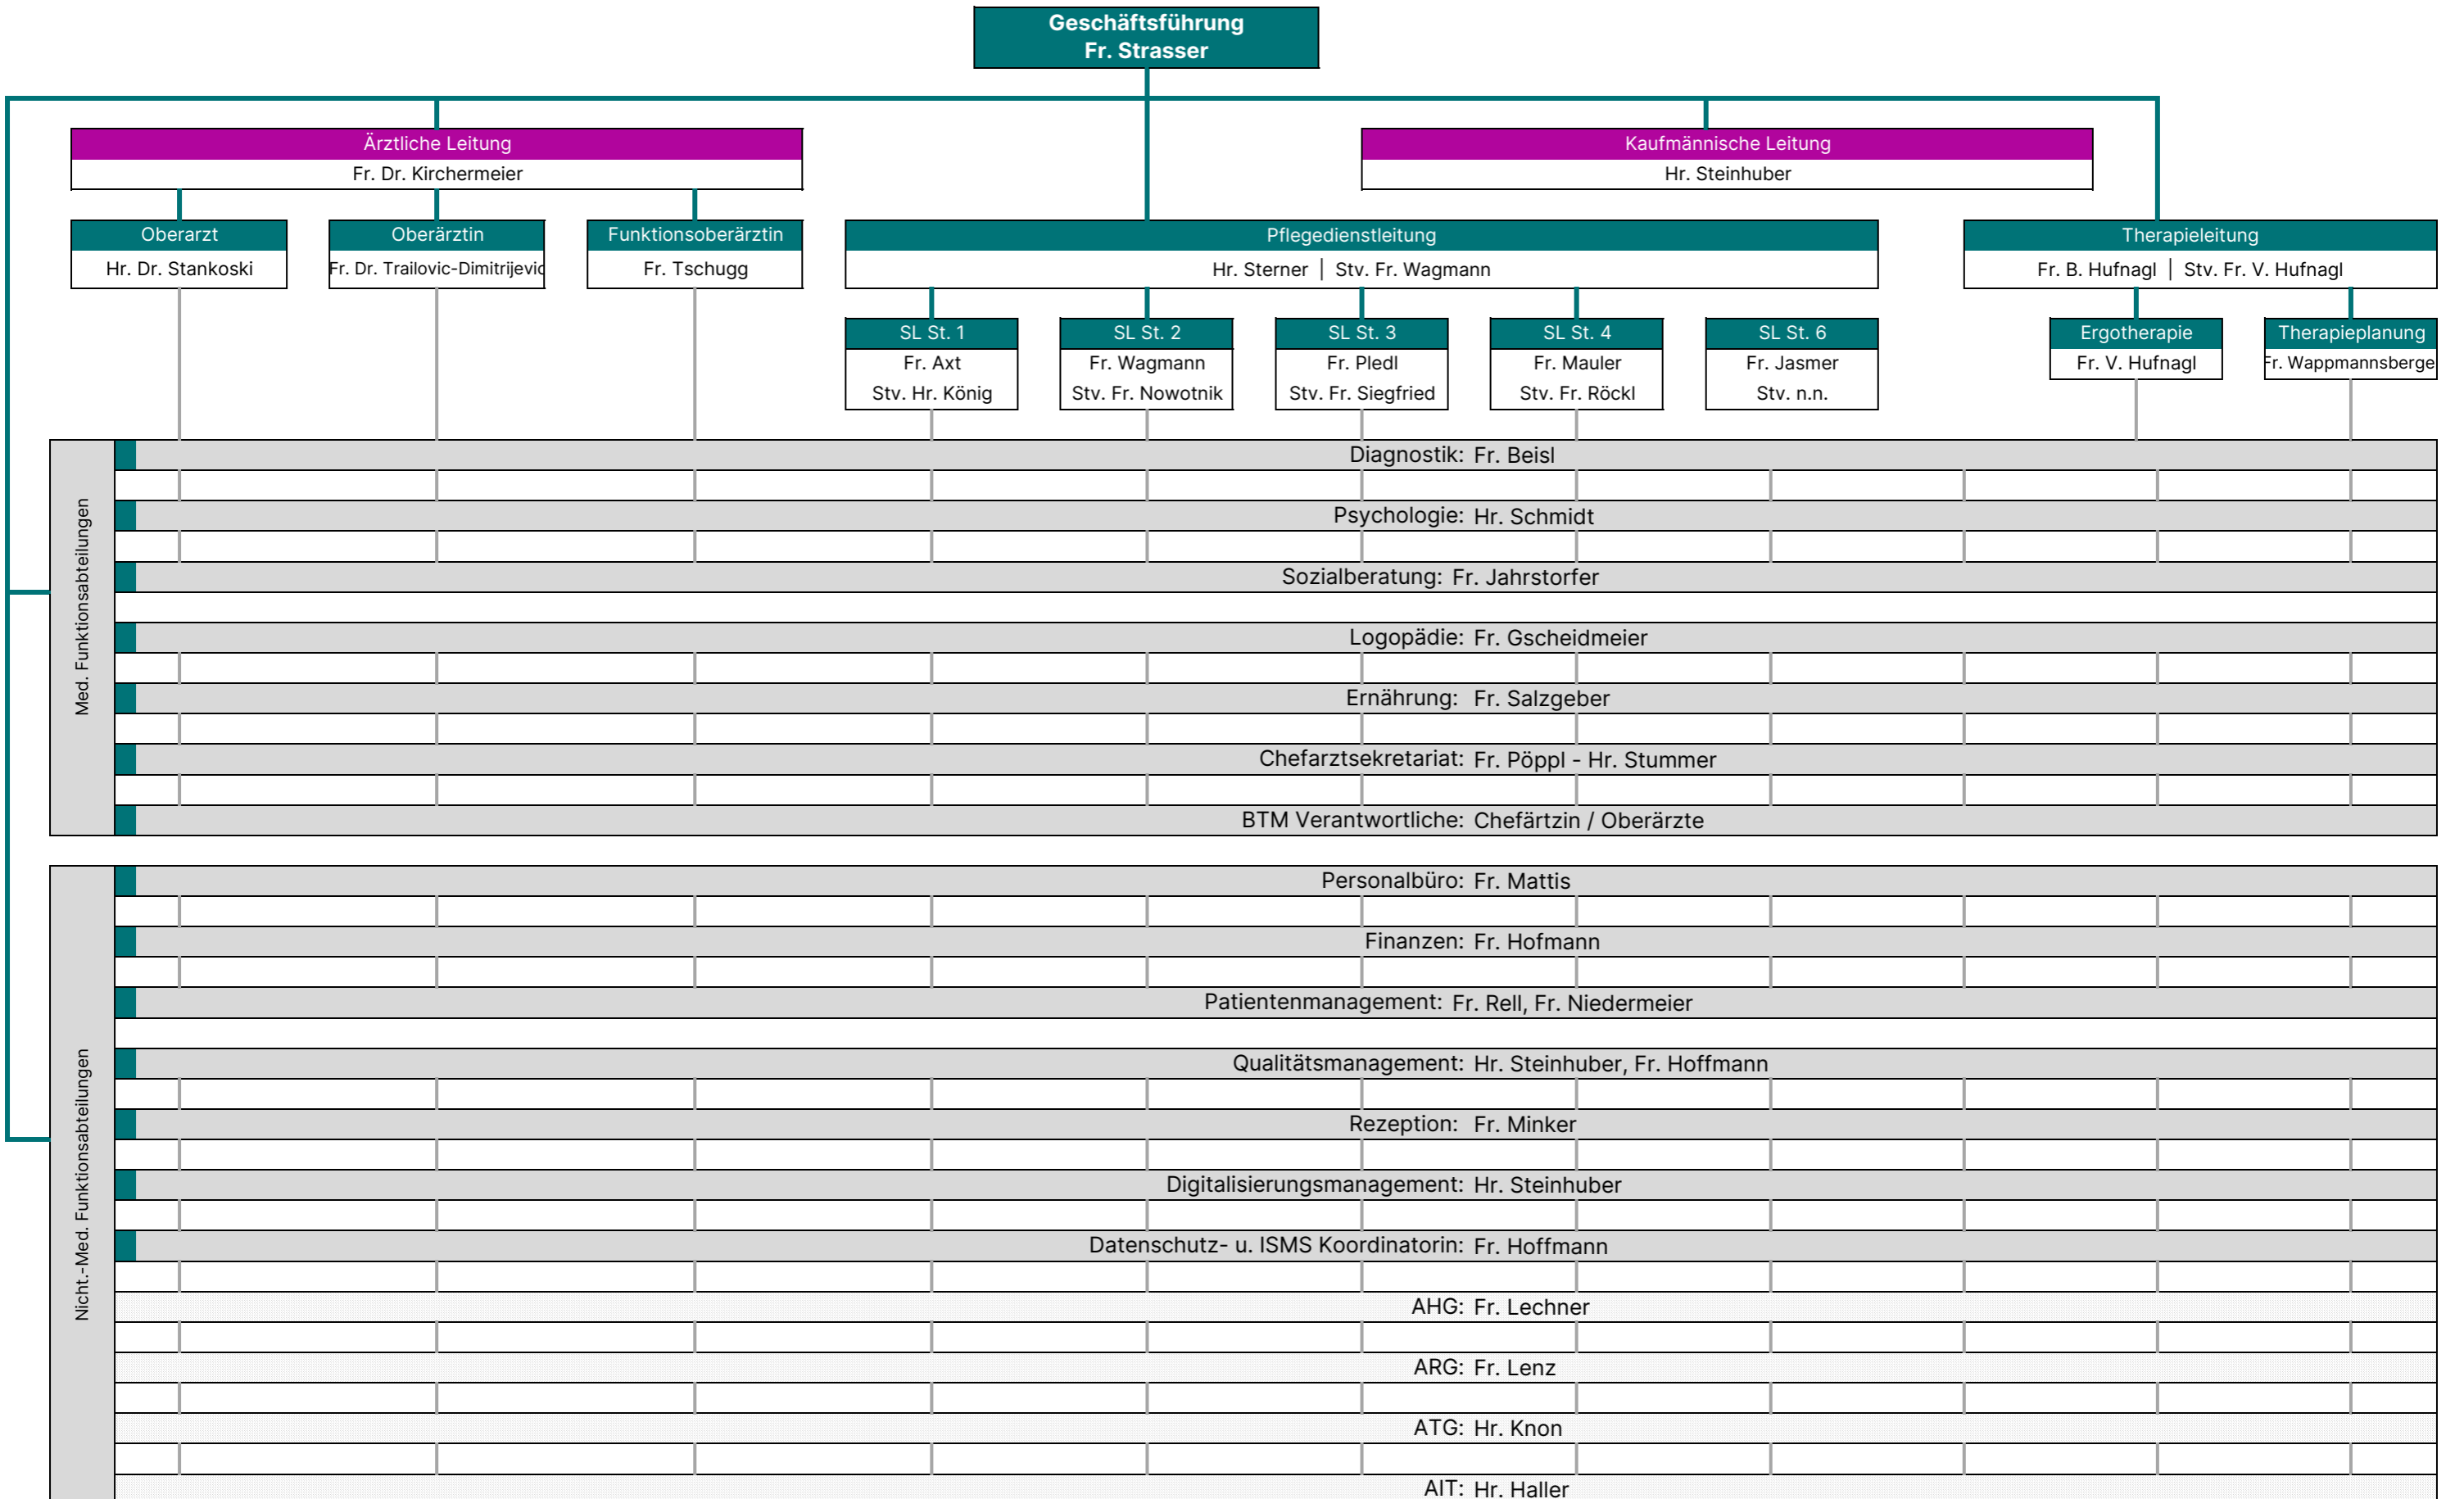 Geschäftsführung
Fr. Strasser
Ärztliche Leitung
Fr. Dr. Kirchermeier
Kaufmännische Leitung
Hr. Steinhuber
Oberarzt
Hr. Dr. Stankoski
Oberärztin
Fr. Dr. Trailovic-Dimitrijevic
Funktionsoberärztin
Fr. Tschugg
Pflegedienstleitung
Hr. Sterner | Stv. Fr. Wagmann
Therapieleitung
Fr. B. Hufnagl | Stv. Fr. V. Hufnagl
SL St. 1
Fr. Axt
Stv. Hr. König
SL St. 2
Fr. Wagmann
Stv. Fr. Nowotnik
SL St. 3
Fr. Pledl
Stv. Fr. Siegfried
SL St. 4
Fr. Mauler
Stv. Fr. Röckl
SL St. 6
Fr. Jasmer
Stv. n.n.
Ergotherapie
Fr. V. Hufnagl
Therapieplanung
Fr. Wappmannsberge
Med. Funktionsabteilungen
Diagnostik: Fr. Beisl
Psychologie: Hr. Schmidt
Sozialberatung: Fr. Jahrstorfer
Logopädie: Fr. Gscheidmeier
Ernährung: Fr. Salzgeber
Chefarztsekretariat: Fr. Pöppl - Hr. Stummer
BTM Verantwortliche: Chefärtzin / Oberärzte
Nicht.-Med. Funktionsabteilungen
Personalbüro: Fr. Mattis
Finanzen: Fr. Hofmann
Patientenmanagement: Fr. Rell, Fr. Niedermeier
Qualitätsmanagement: Hr. Steinhuber, Fr. Hoffmann
Rezeption: Fr. Minker
Digitalisierungsmanagement: Hr. Steinhuber
Datenschutz- u. ISMS Koordinatorin: Fr. Hoffmann
AHG: Fr. Lechner
ARG: Fr. Lenz
ATG: Hr. Knon
AIT: Hr. Haller